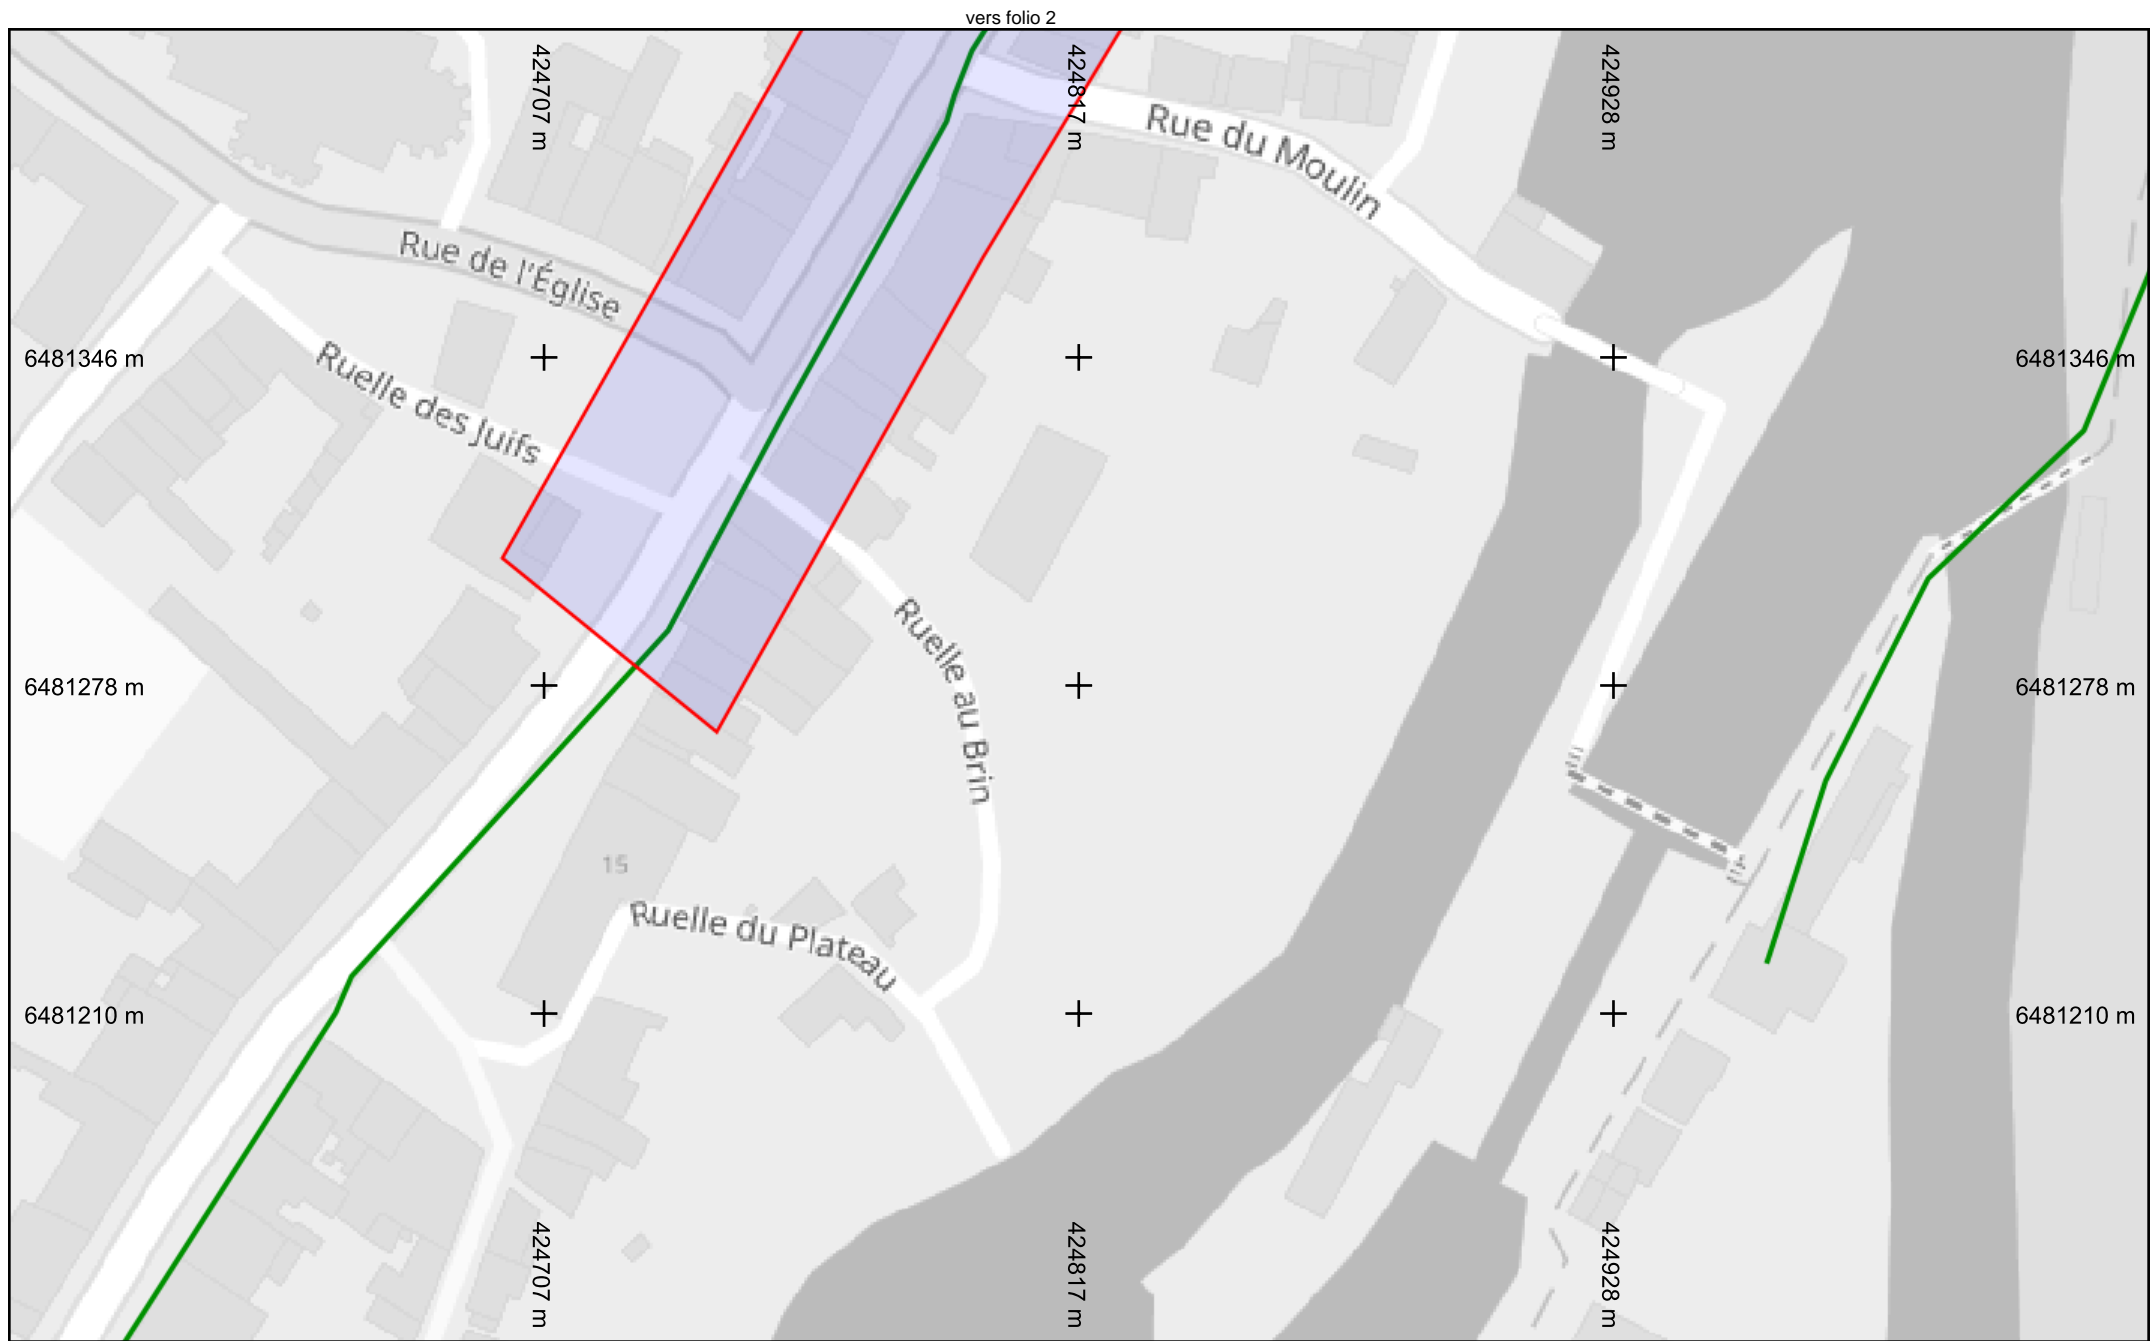 vers folio 2
424707 m
424817 m
424928 m
Rue du Moulin
Rue de l'Église
6481346 m
6481346 m
Ruelle des Juifs
Ruelle au Brin
6481278 m
6481278 m
15
Ruelle du Plateau
6481210 m
6481210 m
424707 m
424817 m
424928 m